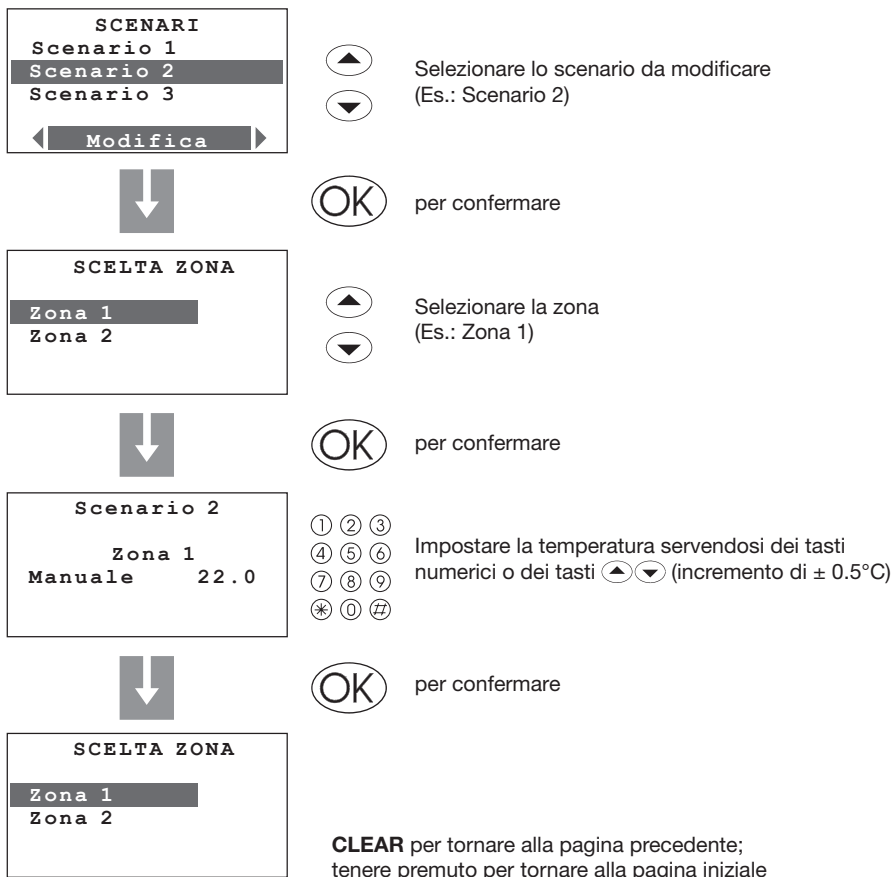 SCENARI
Scenario 1
Scenario 2
Scenario 3
Modifica
Selezionare lo scenario da modificare
(Es.: Scenario 2)
OK
per confermare
SCELTA ZONA
Zona 1
Zona 2
Selezionare la zona
(Es.: Zona 1)
OK
per confermare
Scenario 2
Zona 1
Manuale 22.0
1 2 3
4 5 6
7 8 9
* 0 #
Impostare la temperatura servendosi dei tasti
numerici o dei tasti (incremento di ± 0.5°C)
OK
per confermare
SCELTA ZONA
Zona 1
Zona 2
CLEAR per tornare alla pagina precedente;
tenere premuto per tornare alla pagina iniziale